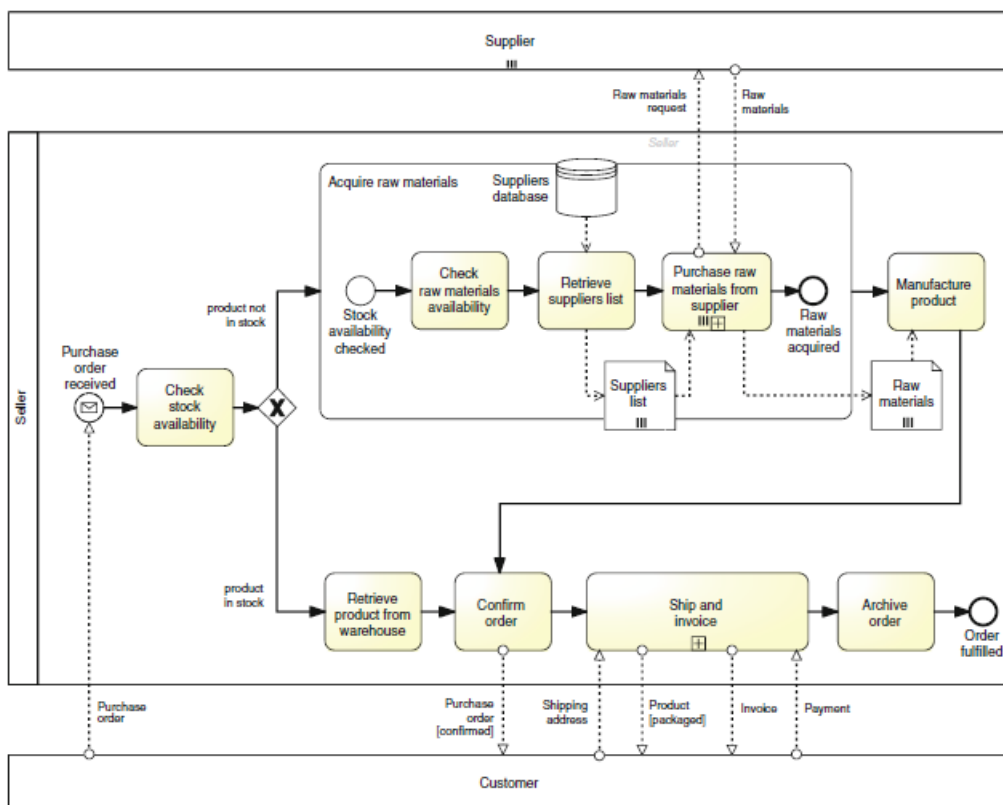 Supplier
Raw materials
request
Raw
materials
Seller
Seller
Acquire raw materials
Suppliers
database
Check
raw materials
availability
Retrieve
suppliers list
Purchase raw
materials from
supplier
Manufacture
product
product not
in stock
Stock
availability
checked
Raw
materials
acquired
Purchase
order
received
Check
stock
availability
X
Suppliers
list
Raw
materials
product
in stock
Retrieve
product from
warehouse
Confirm
order
Ship and
invoice
Archive
order
Order
fulfilled
Purchase
order
Purchase
order
[confirmed]
Shipping
address
Product
[packaged]
Invoice
Payment
Customer